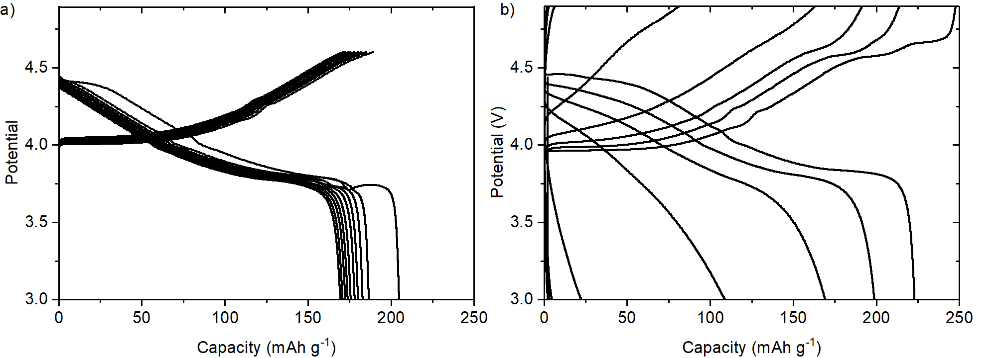 a)
4.5
4.0
3.5
3.0
Potential
0 50 100 150 200 250
Capacity (mAh g⁻¹)
b)
4.5
4.0
3.5
3.0
Potential (V)
0 50 100 150 200 250
Capacity (mAh g⁻¹)